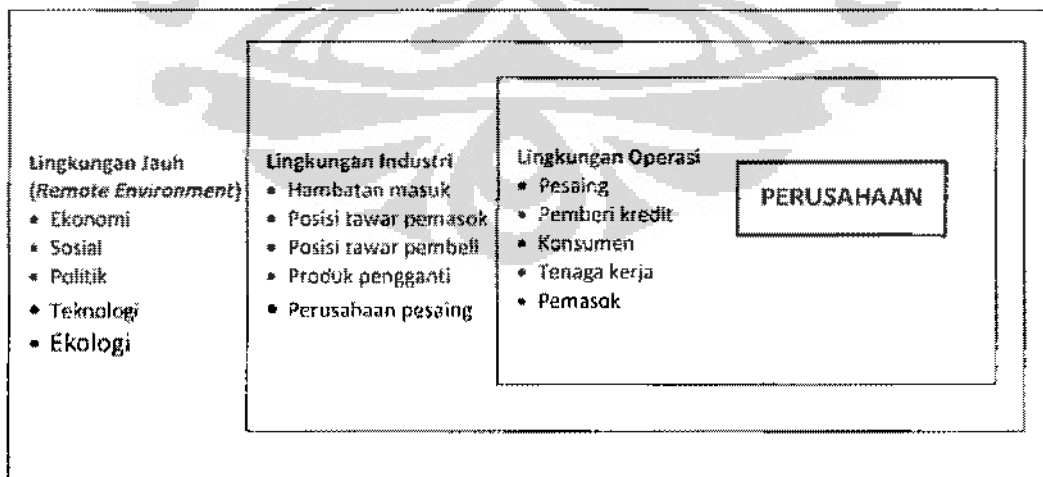 Lingkungan Jauh
(Remote Environment)
• Ekonomi
• Sosial
• Politik
• Teknologi
• Ekologi
Lingkungan Industri
• Hambatan masuk
• Posisi tawar pemasok
• Posisi tawar pembeli
• Produk pengganti
• Perusahaan pesaing
Lingkungan Operasi
• Pesaing
• Pemberi kredit
• Konsumen
• Tenaga kerja
• Pemasok
PERUSAHAAN